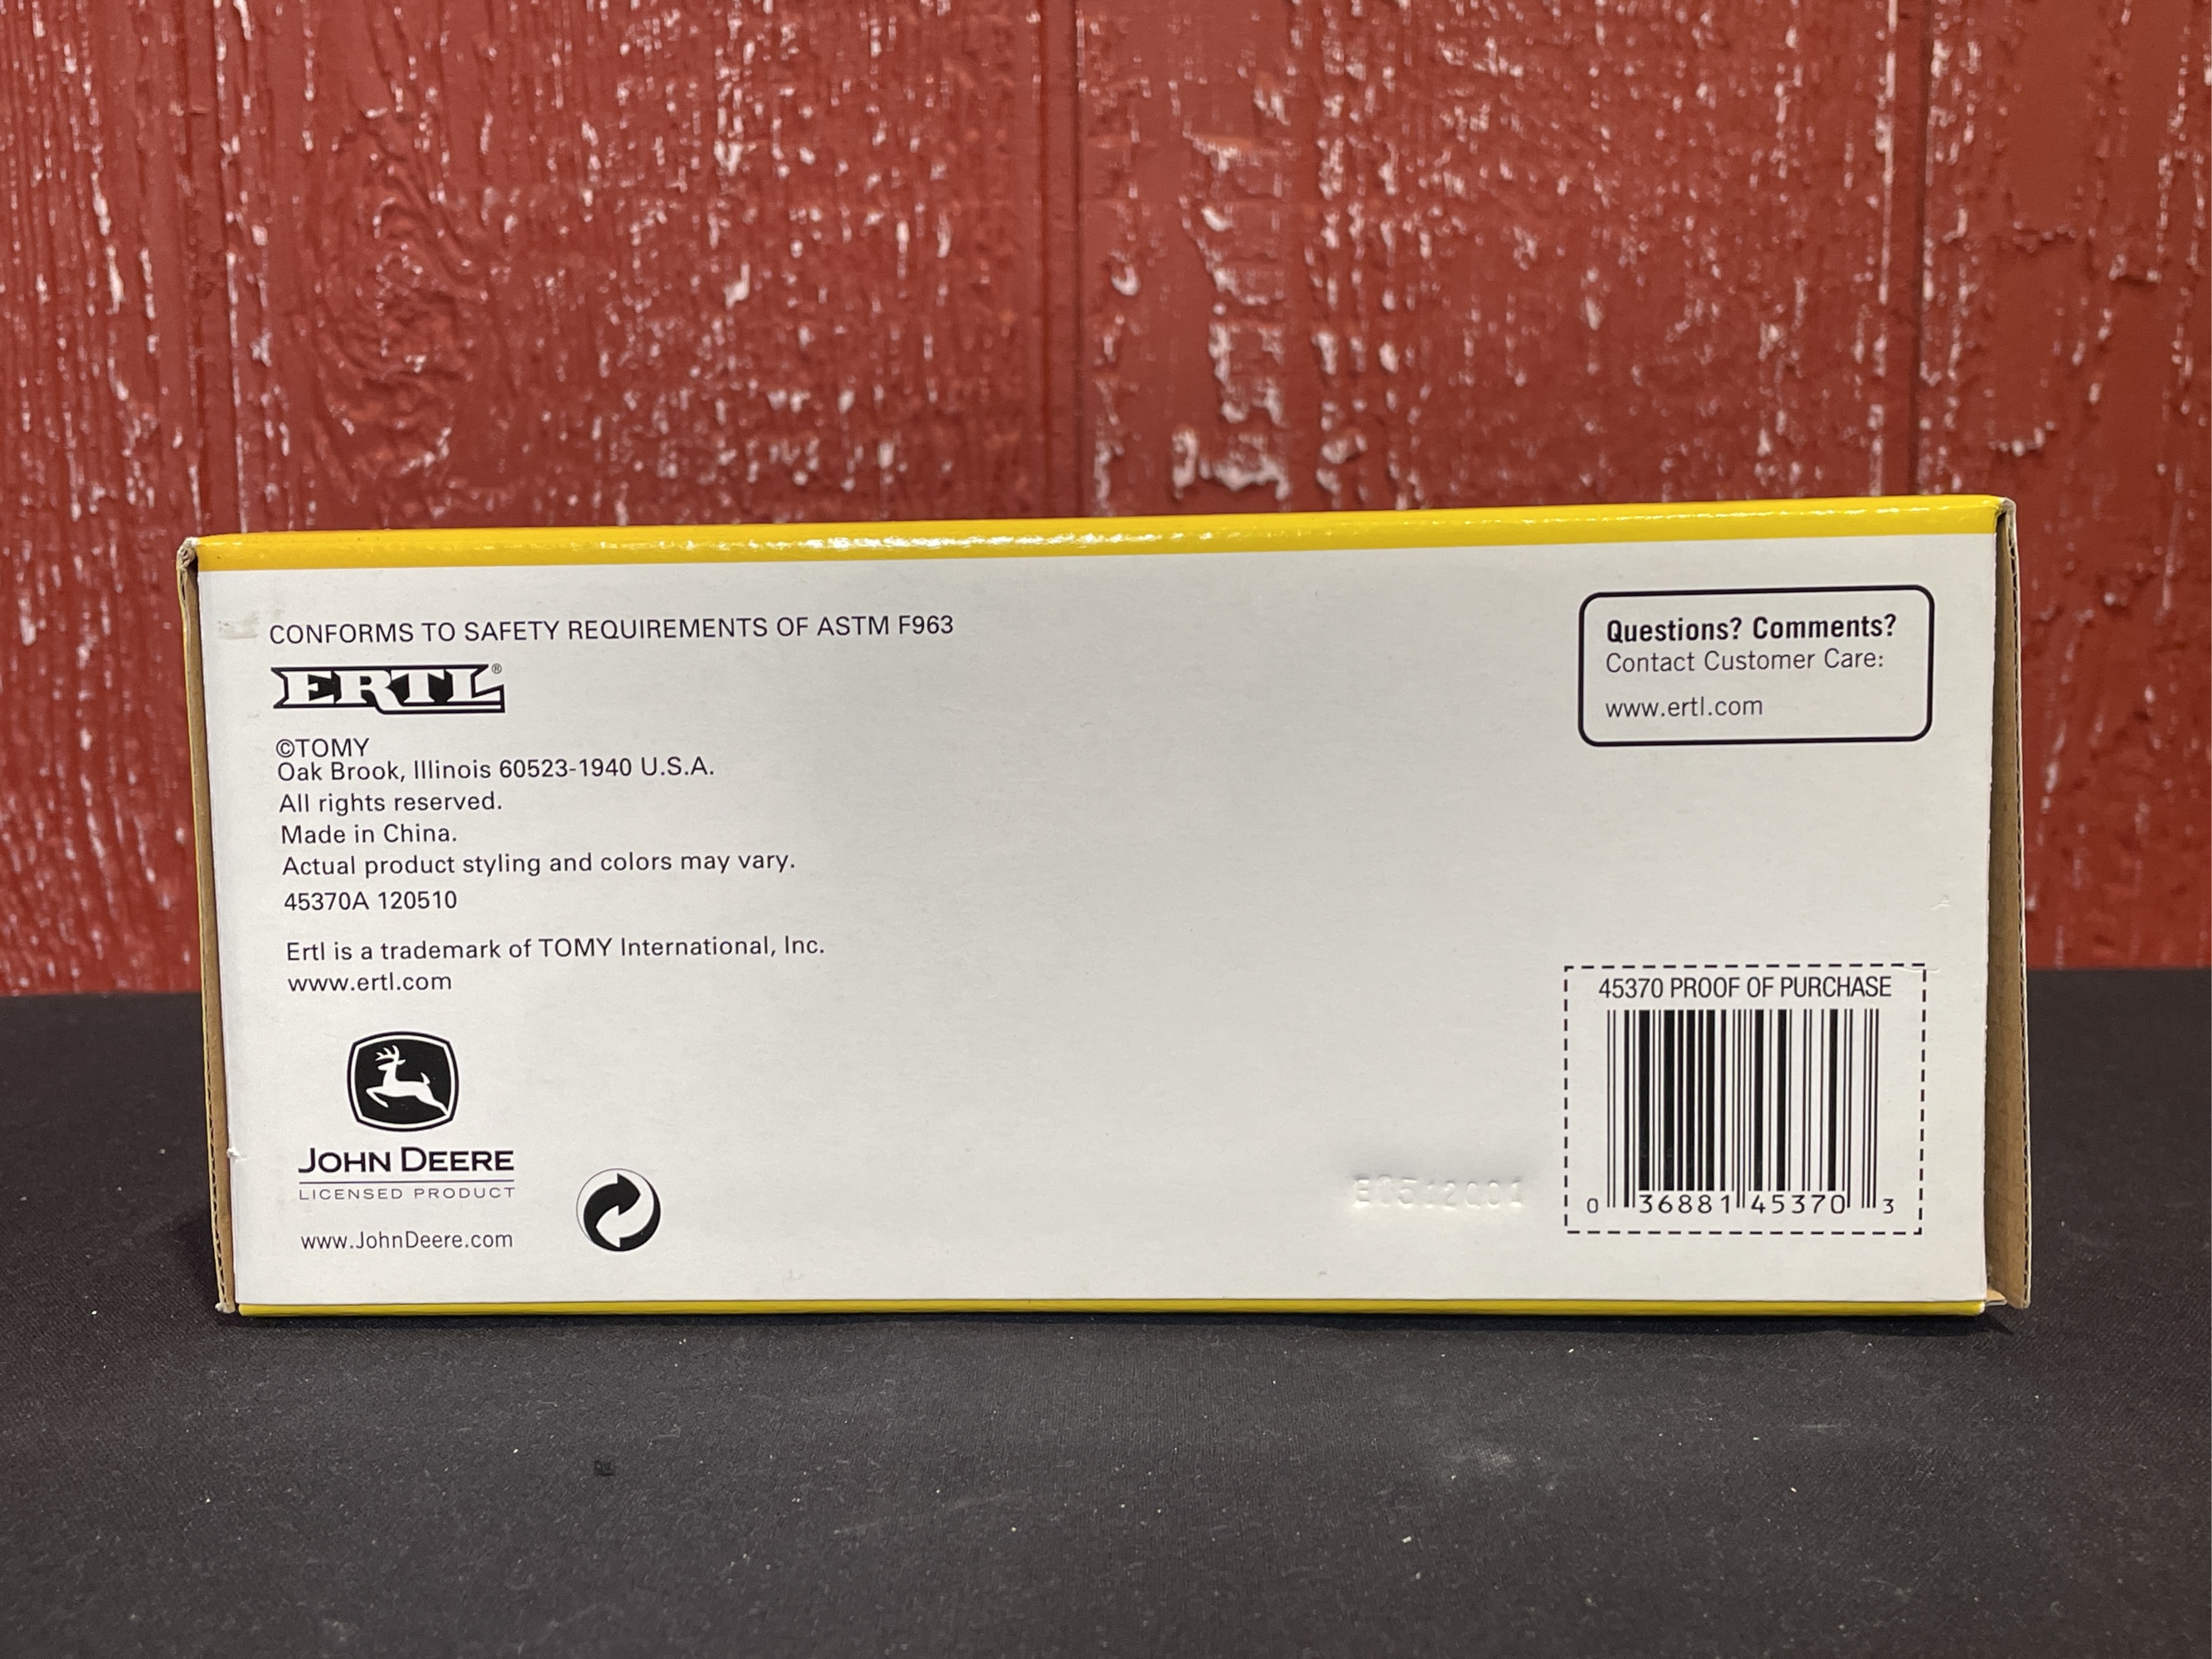 CONFORMS TO SAFETY REQUIREMENTS OF ASTM F963
ERTL®
©TOMY
Oak Brook, Illinois 60523-1940 U.S.A.
All rights reserved.
Made in China.
Actual product styling and colors may vary.
45370A 120510
Ertl is a trademark of TOMY International, Inc.
www.ertl.com
JOHN DEERE
LICENSED PRODUCT
www.JohnDeere.com
Questions? Comments?
Contact Customer Care:
www.ertl.com
45370 PROOF OF PURCHASE
0 36881 45370 3